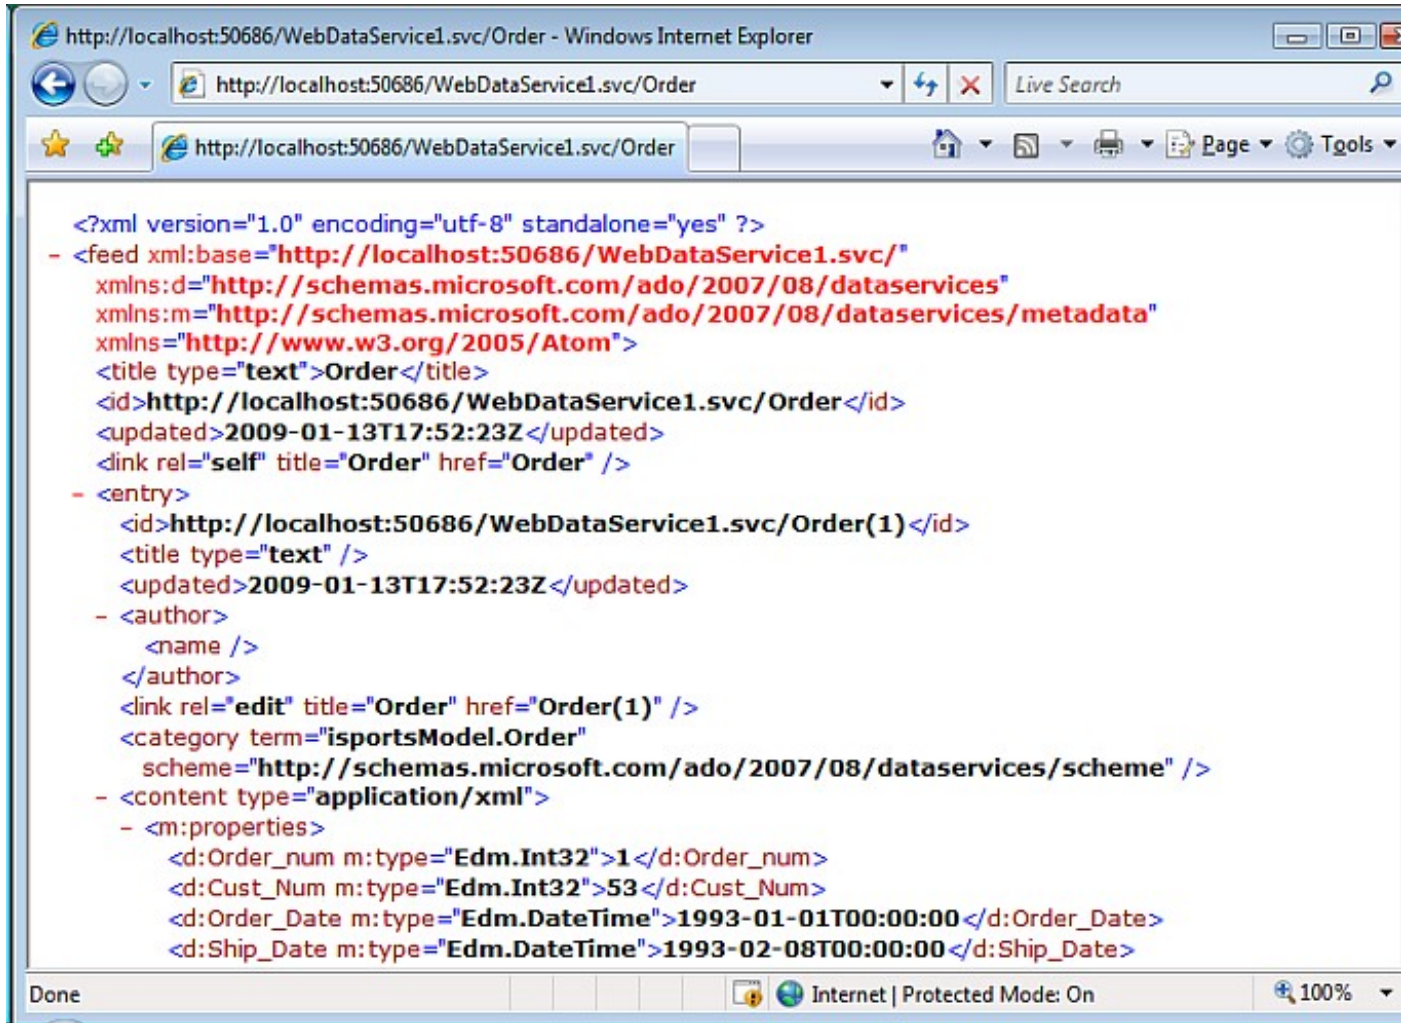 http://localhost:50686/WebDataService1.svc/Order - Windows Internet Explorer
http://localhost:50686/WebDataService1.svc/Order
Live Search
http://localhost:50686/WebDataService1.svc/Order
Page
Tools
<?xml version="1.0" encoding="utf-8" standalone="yes" ?>
- <feed xml:base="http://localhost:50686/WebDataService1.svc/"
xmlns:d="http://schemas.microsoft.com/ado/2007/08/dataservices"
xmlns:m="http://schemas.microsoft.com/ado/2007/08/dataservices/metadata"
xmlns="http://www.w3.org/2005/Atom">
<title type="text">Order</title>
<id>http://localhost:50686/WebDataService1.svc/Order</id>
<updated>2009-01-13T17:52:23Z</updated>
<link rel="self" title="Order" href="Order" />
- <entry>
<id>http://localhost:50686/WebDataService1.svc/Order(1)</id>
<title type="text" />
<updated>2009-01-13T17:52:23Z</updated>
- <author>
<name />
</author>
<link rel="edit" title="Order" href="Order(1)" />
<category term="isportsModel.Order"
scheme="http://schemas.microsoft.com/ado/2007/08/dataservices/scheme" />
- <content type="application/xml">
- <m:properties>
<d:Order_num m:type="Edm.Int32">1</d:Order_num>
<d:Cust_Num m:type="Edm.Int32">53</d:Cust_Num>
<d:Order_Date m:type="Edm.DateTime">1993-01-01T00:00:00</d:Order_Date>
<d:Ship_Date m:type="Edm.DateTime">1993-02-08T00:00:00</d:Ship_Date>
Done
Internet | Protected Mode: On
100%